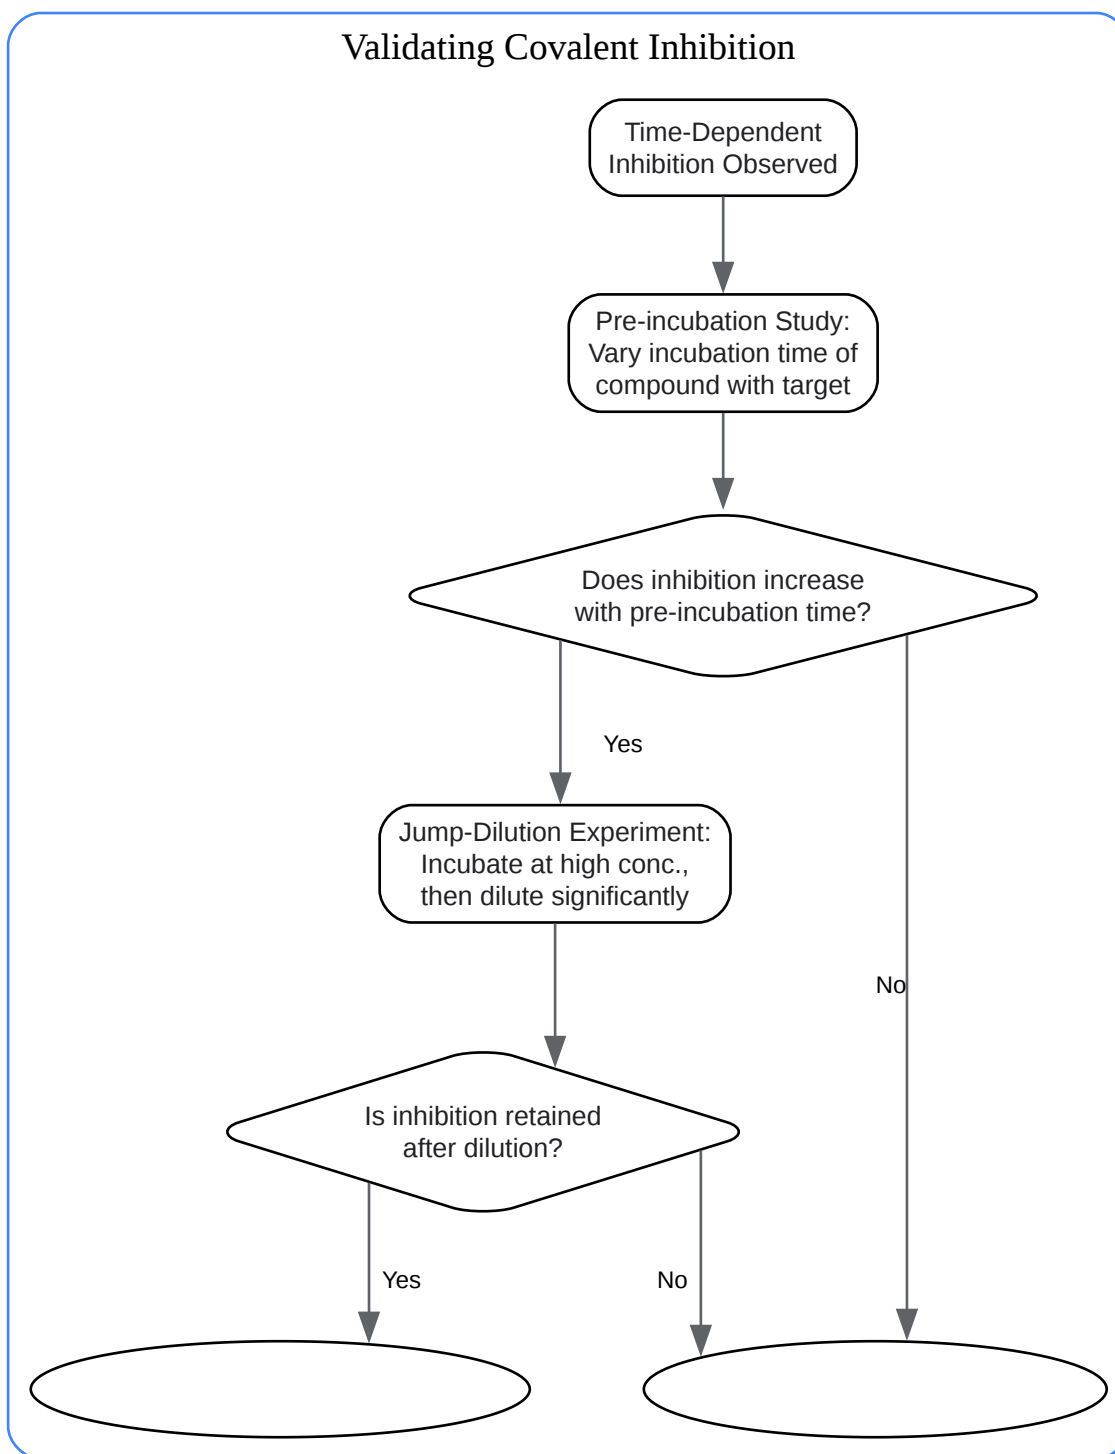 Validating Covalent Inhibition
Time-Dependent
Inhibition Observed
Pre-incubation Study:
Vary incubation time of
compound with target
Does inhibition increase
with pre-incubation time?
Yes
Jump-Dilution Experiment:
Incubate at high conc.,
then dilute significantly
No
Is inhibition retained
after dilution?
Yes
No